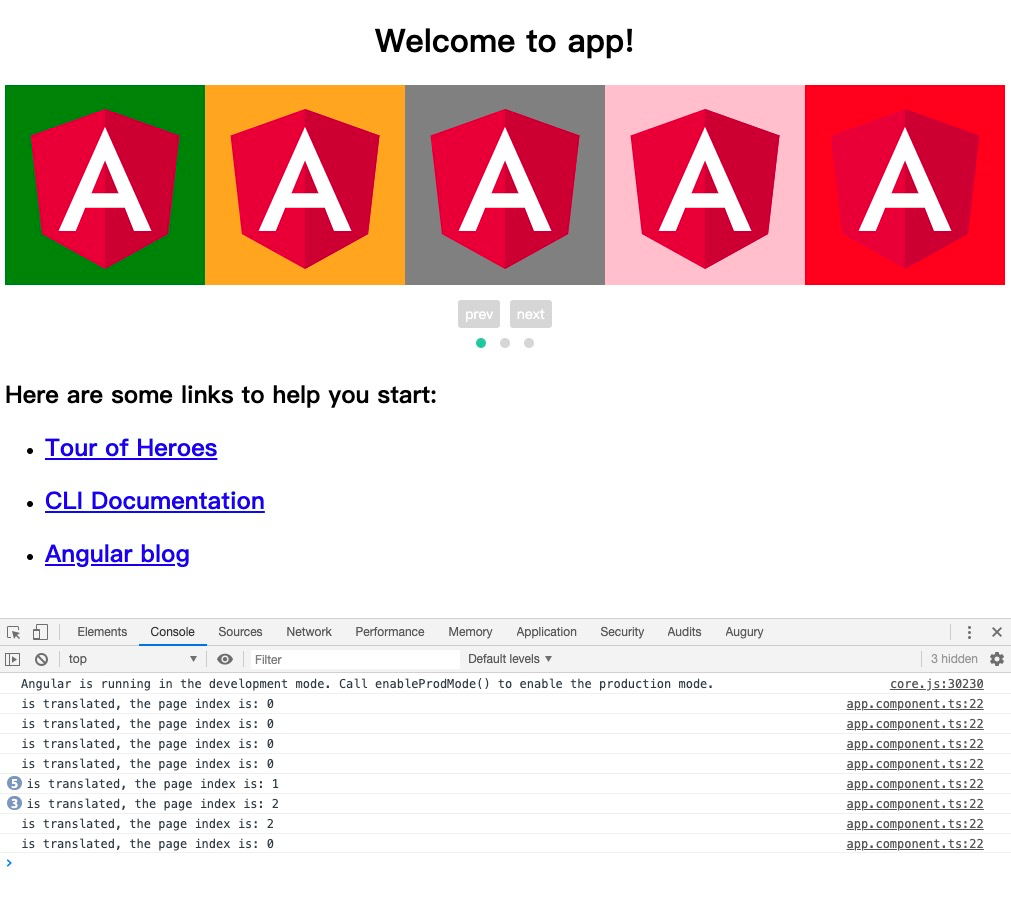 Welcome to app!
A A A A A
prev next
Here are some links to help you start:
• Tour of Heroes
• CLI Documentation
• Angular blog
Elements Console Sources Network Performance Memory Application Security Audits Augury
top Filter Default levels 3 hidden
Angular is running in the development mode. Call enableProdMode() to enable the production mode. core.js:30230
is translated, the page index is: 0 app.component.ts:22
is translated, the page index is: 0 app.component.ts:22
is translated, the page index is: 0 app.component.ts:22
is translated, the page index is: 0 app.component.ts:22
5 is translated, the page index is: 1 app.component.ts:22
3 is translated, the page index is: 2 app.component.ts:22
is translated, the page index is: 2 app.component.ts:22
is translated, the page index is: 0 app.component.ts:22